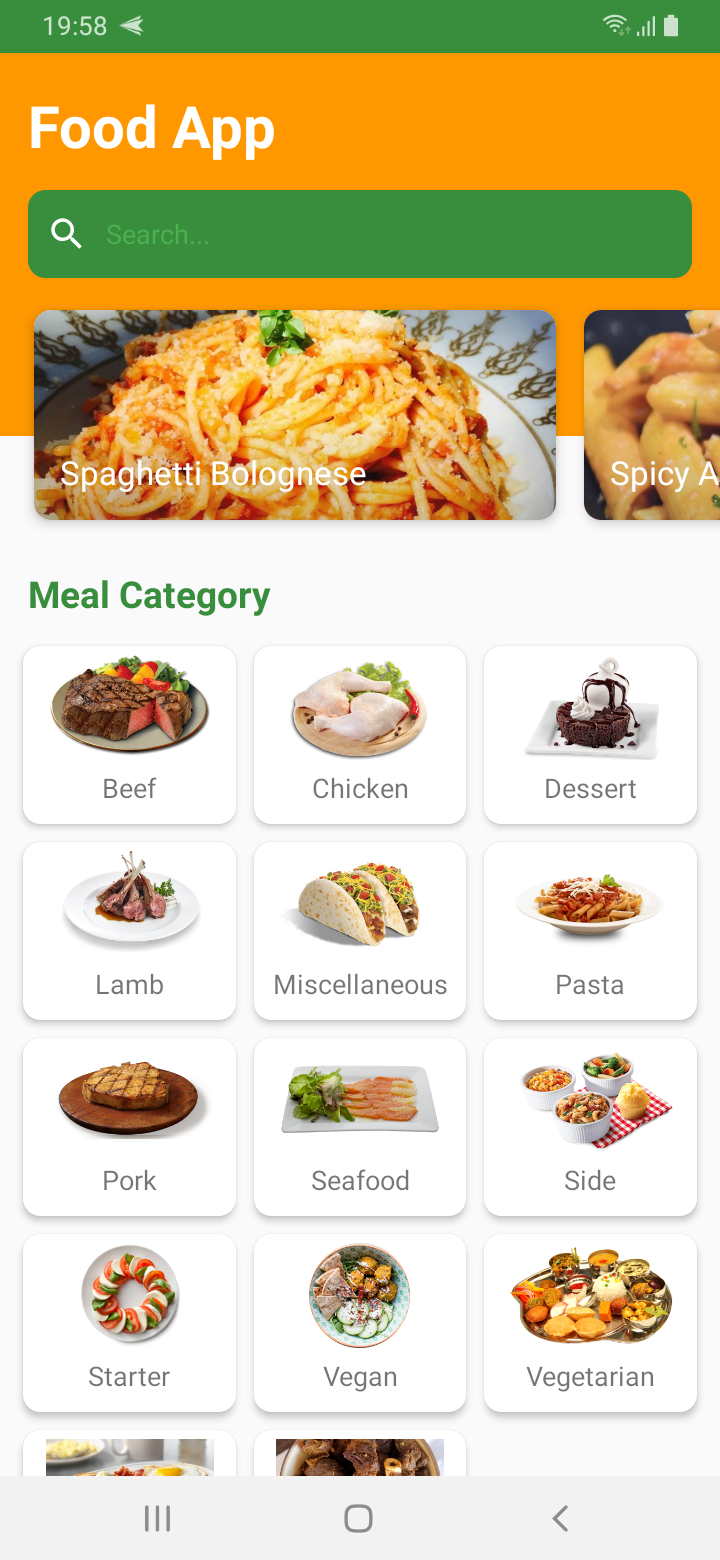 19:58
Food App
Search...
Spaghetti Bolognese
Spicy A
Meal Category
Beef
Chicken
Dessert
Lamb
Miscellaneous
Pasta
Pork
Seafood
Side
Starter
Vegan
Vegetarian